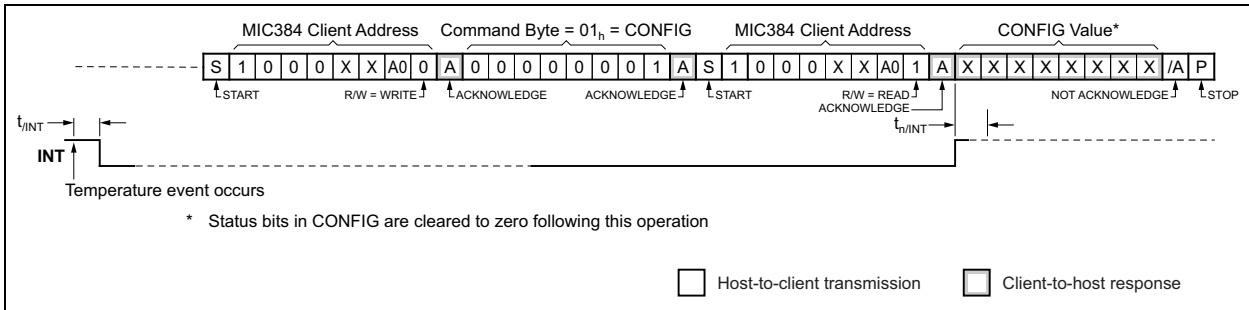 MIC384 Client Address Command Byte = 01h = CONFIG MIC384 Client Address CONFIG Value*
S 1 0 0 0 X X A0 0 A 0 0 0 0 0 0 0 1 A S 1 0 0 0 X X A0 1 A X X X X X X X X /A P
START R/W = WRITE ACKNOWLEDGE ACKNOWLEDGE START R/W = READ NOT ACKNOWLEDGE STOP
ACKNOWLEDGE
t/INT tn/INT
INT
Temperature event occurs
* Status bits in CONFIG are cleared to zero following this operation
Host-to-client transmission Client-to-host response